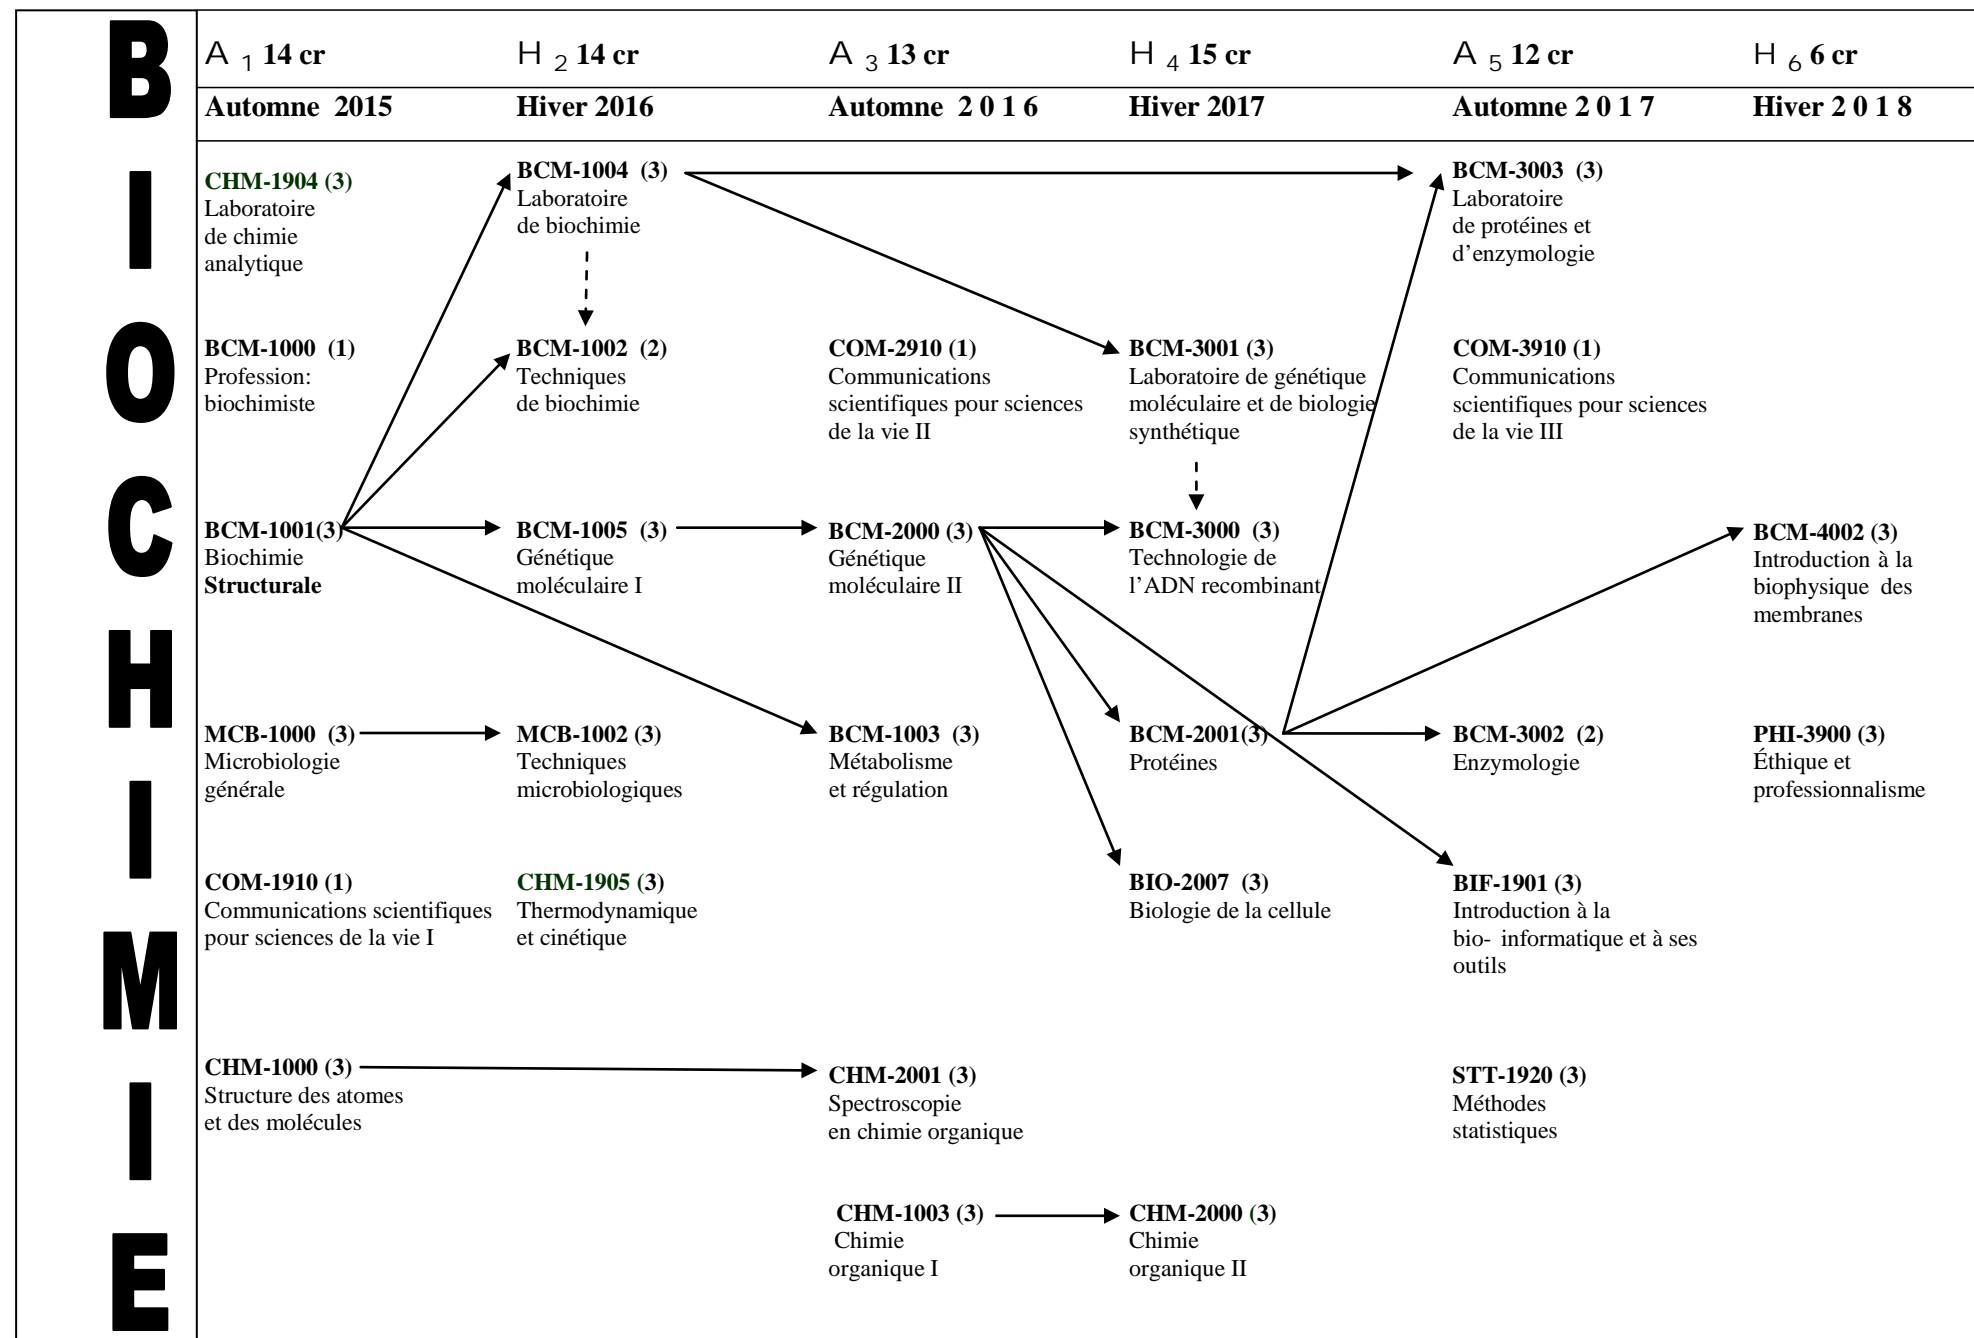 BIOCHIMIE
A 1 14 cr
H 2 14 cr
A 3 13 cr
H 4 15 cr
A 5 12 cr
H 6 6 cr
Automne 2015
Hiver 2016
Automne 2 0 1 6
Hiver 2017
Automne 2 0 1 7
Hiver 2 0 1 8
CHM-1904 (3)
Laboratoire
de chimie
analytique
BCM-1004 (3)
Laboratoire
de biochimie
BCM-3003 (3)
Laboratoire
de protéines et
d’enzymologie
BCM-1000 (1)
Profession:
biochimiste
BCM-1002 (2)
Techniques
de biochimie
COM-2910 (1)
Communications
scientifiques pour sciences
de la vie II
BCM-3001 (3)
Laboratoire de génétique
moléculaire et de biologie
synthétique
COM-3910 (1)
Communications
scientifiques pour sciences
de la vie III
BCM-1001(3)
Biochimie
Structurale
BCM-1005 (3)
Génétique
moléculaire I
BCM-2000 (3)
Génétique
moléculaire II
BCM-3000 (3)
Technologie de
l’ADN recombinant
BCM-4002 (3)
Introduction à la
biophysique des
membranes
MCB-1000 (3)
Microbiologie
générale
MCB-1002 (3)
Techniques
microbiologiques
BCM-1003 (3)
Métabolisme
et régulation
BCM-2001(3)
Protéines
BCM-3002 (2)
Enzymologie
PHI-3900 (3)
Éthique et
professionnalisme
COM-1910 (1)
Communications scientifiques
pour sciences de la vie I
CHM-1905 (3)
Thermodynamique
et cinétique
BIO-2007 (3)
Biologie de la cellule
BIF-1901 (3)
Introduction à la
bio- informatique et à ses
outils
CHM-1000 (3)
Structure des atomes
et des molécules
CHM-2001 (3)
Spectroscopie
en chimie organique
STT-1920 (3)
Méthodes
statistiques
CHM-1003 (3)
Chimie
organique I
CHM-2000 (3)
Chimie
organique II